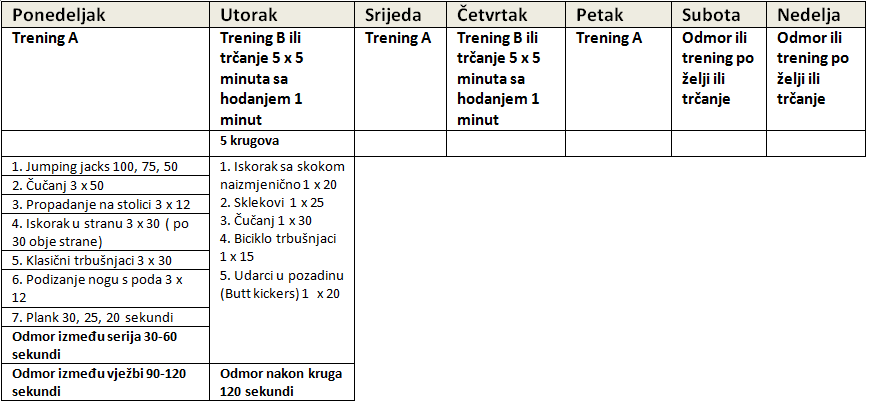 Ponedeljak Utorak Srijeda Četvrtak Petak Subota Nedelja
Trening A
Trening B ili
trčanje 5 x 5
minuta sa
hodanjem 1
minut
Trening A
Trening B ili
trčanje 5 x 5
minuta sa
hodanjem 1
minut
Trening A
Odmor ili
trening po
želji ili
trčanje
Odmor ili
trening po
želji ili
trčanje
5 krugova
1. Jumping jacks 100, 75, 50
2. Čučanj 3 x 50
3. Propadanje na stolici 3 x 12
4. Iskorak u stranu 3 x 30 ( po
30 obje strane)
5. Klasični trbušnjaci 3 x 30
6. Podizanje nogu s poda 3 x
12
7. Plank 30, 25, 20 sekundi
Odmor između serija 30-60
sekundi
Odmor između vježbi 90-120
sekundi
1. Iskorak sa skokom
naizmjenično 1 x 20
2. Sklekovi 1 x 25
3. Čučanj 1 x 30
4. Biciklo trbušnjaci
1 x 15
5. Udarci u pozadinu
(Butt kickers) 1 x 20
Odmor nakon kruga
120 sekundi